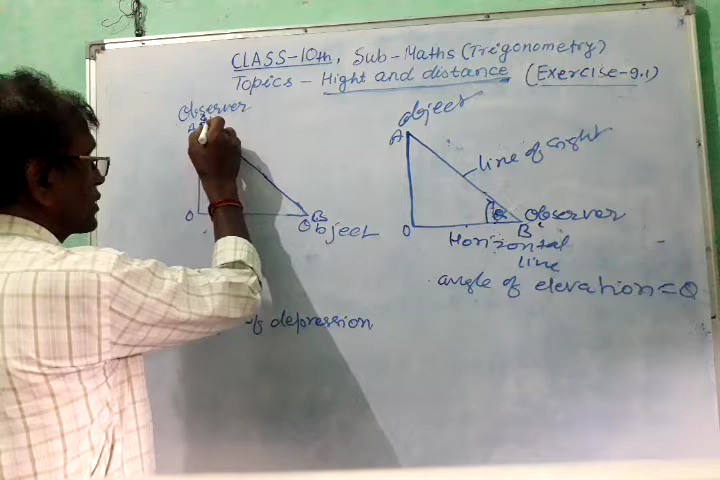 CLASS-10th, Sub-Maths (Trigonometry)
Topics - Hight and distance (Exercise-9.1)
Observer
A
O
B
Object
of depression
Object
A
line of sight
θ
Observer
O
B
Horizontal
line
angle of elevation = θ